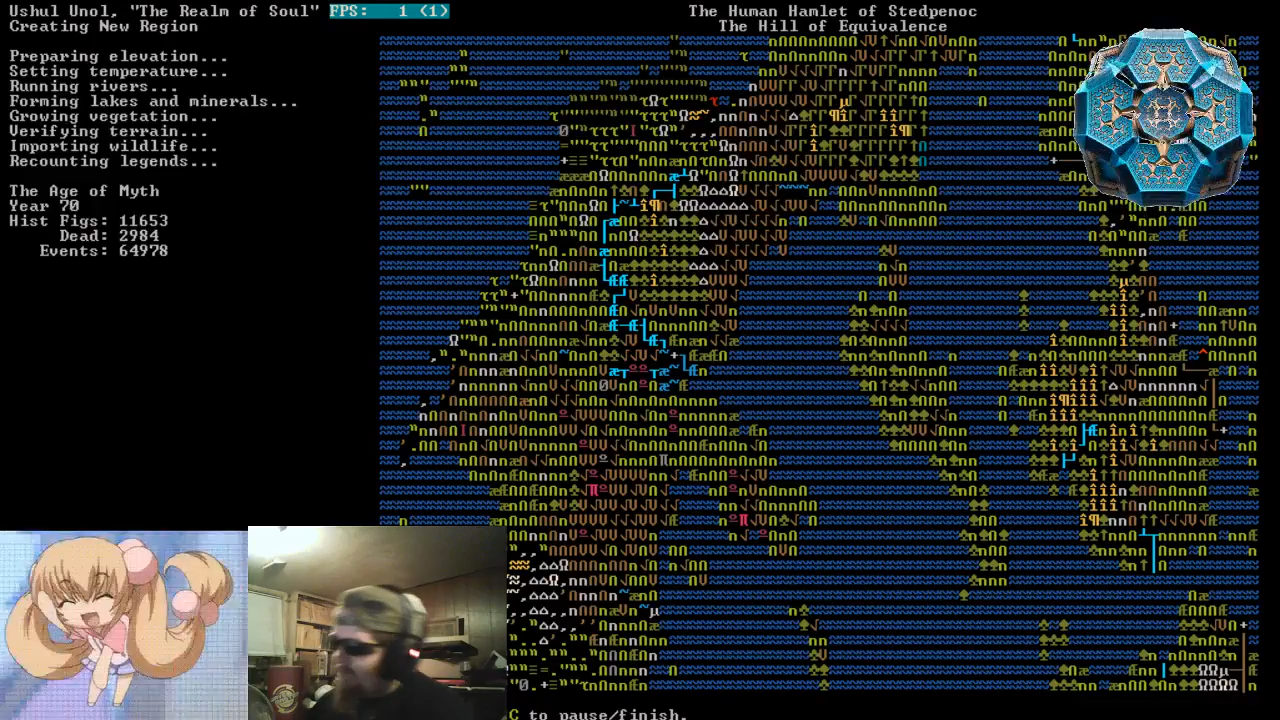 Ushul Unol, "The Realm of Soul" FPS: 1 (1)
Creating New Region
The Human Hamlet of Stedpenoc
The Hill of Equivalence
Preparing elevation...
Setting temperature...
Running rivers...
Forming lakes and minerals...
Growing vegetation...
Verifying terrain...
Importing wildlife...
Recounting legends...
The Age of Myth
Year 70
Hist Figs: 11653
Dead: 2984
Events: 64978
C to pause/finish.